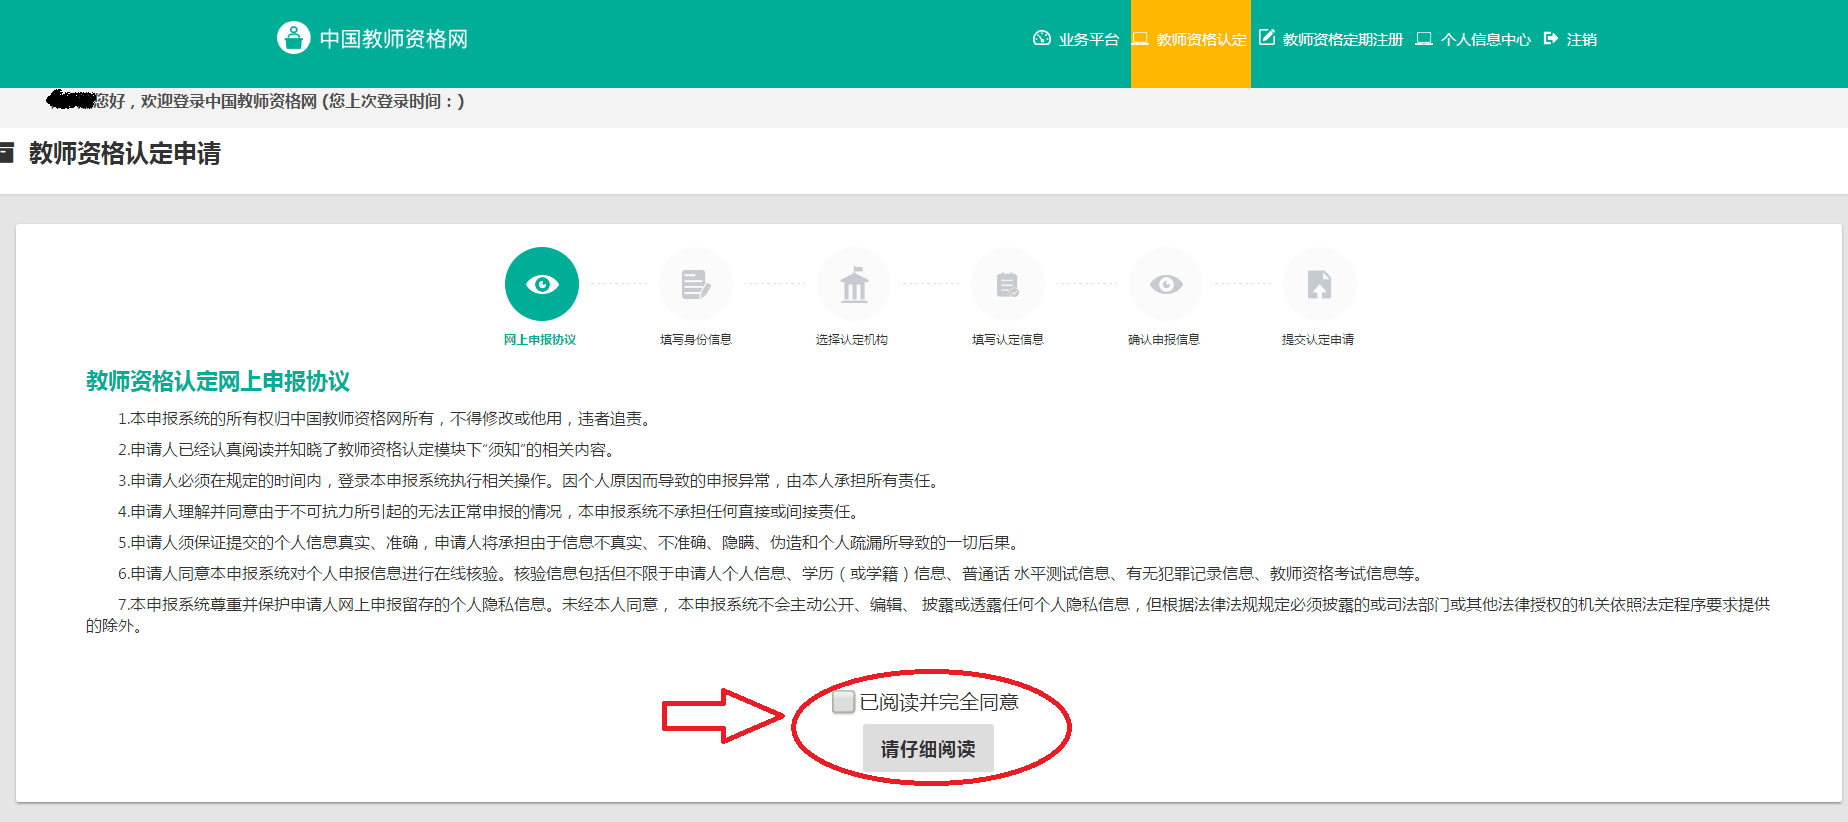 中国教师资格网
业务平台 教师资格认定 教师资格定期注册 个人信息中心 注销
您好，欢迎登录中国教师资格网 (您上次登录时间：)
教师资格认定申请
网上申报协议 填写身份信息 选择认定机构 填写认定信息 确认申报信息 提交认定申请
教师资格认定网上申报协议
1.本申报系统的所有权归中国教师资格网所有，不得修改或他用，违者追责。
2.申请人已经认真阅读并知晓了教师资格认定模块下“须知”的相关内容。
3.申请人必须在规定的时间内，登录本申报系统执行相关操作。因个人原因而导致的申报异常，由本人承担所有责任。
4.申请人理解并同意由于不可抗力所引起的无法正常申报的情况，本申报系统不承担任何直接或间接责任。
5.申请人须保证提交的个人信息真实、准确，申请人将承担由于信息不真实、不准确、隐瞒、伪造和个人疏漏所导致的一切后果。
6.申请人同意本申报系统对个人申报信息进行在线核验。核验信息包括但不限于申请人个人信息、学历（或学籍）信息、普通话 水平测试信息、有无犯罪记录信息、教师资格考试信息等。
7.本申报系统尊重并保护申请人网上申报留存的个人隐私信息。未经本人同意， 本申报系统不会主动公开、编辑、 披露或透露任何个人隐私信息，但根据法律法规规定必须披露的或司法部门或其他法律授权的机关依照法定程序要求提供
的除外。
已阅读并完全同意
请仔细阅读